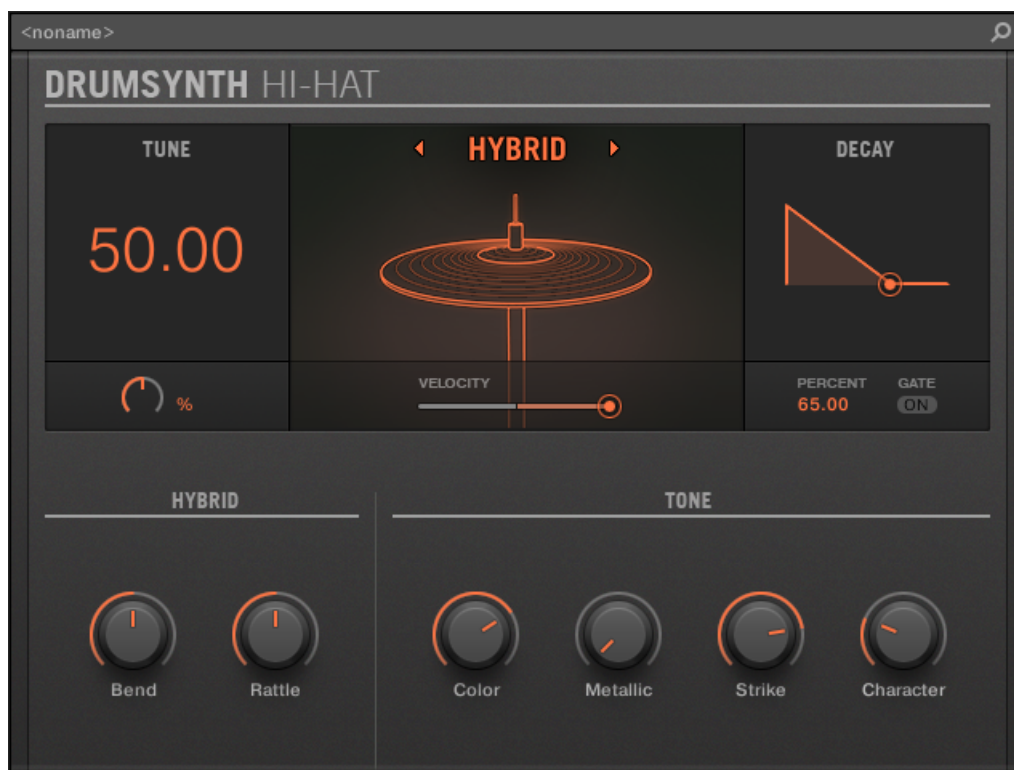 <noname>
DRUMSYNTH HI-HAT
TUNE
HYBRID
DECAY
50.00
%
VELOCITY
PERCENT GATE
65.00 ON
HYBRID
TONE
Bend Rattle Color Metallic Strike Character